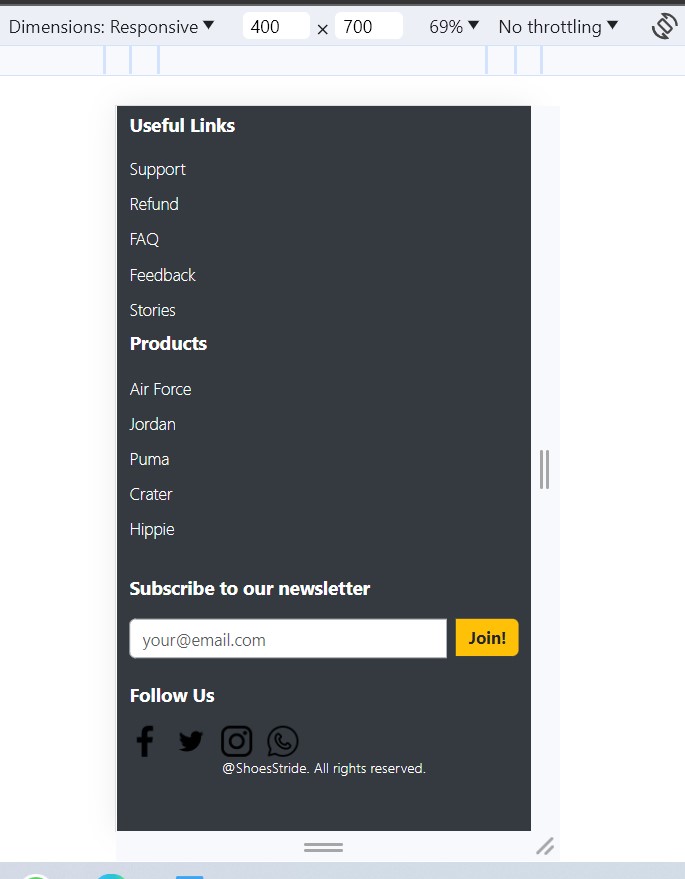 Dimensions: Responsive ▼ 400 × 700 69% ▼ No throttling ▼
Useful Links
Support
Refund
FAQ
Feedback
Stories
Products
Air Force
Jordan
Puma
Crater
Hippie
Subscribe to our newsletter
your@email.com Join!
Follow Us
@ShoesStride. All rights reserved.